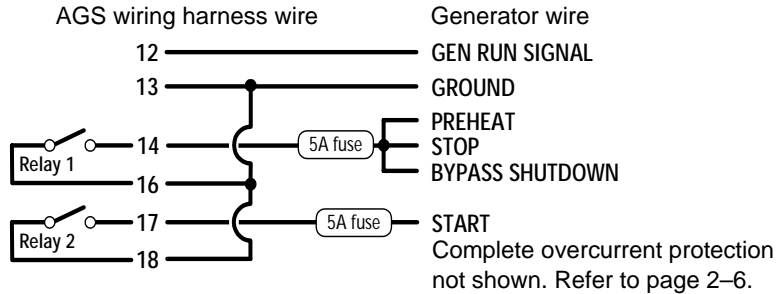 AGS wiring harness wire Generator wire
12 GEN RUN SIGNAL
13 GROUND
PREHEAT
Relay 1 14 5A fuse STOP
16 BYPASS SHUTDOWN
Relay 2 17 5A fuse START
18 Complete overcurrent protection
not shown. Refer to page 2–6.